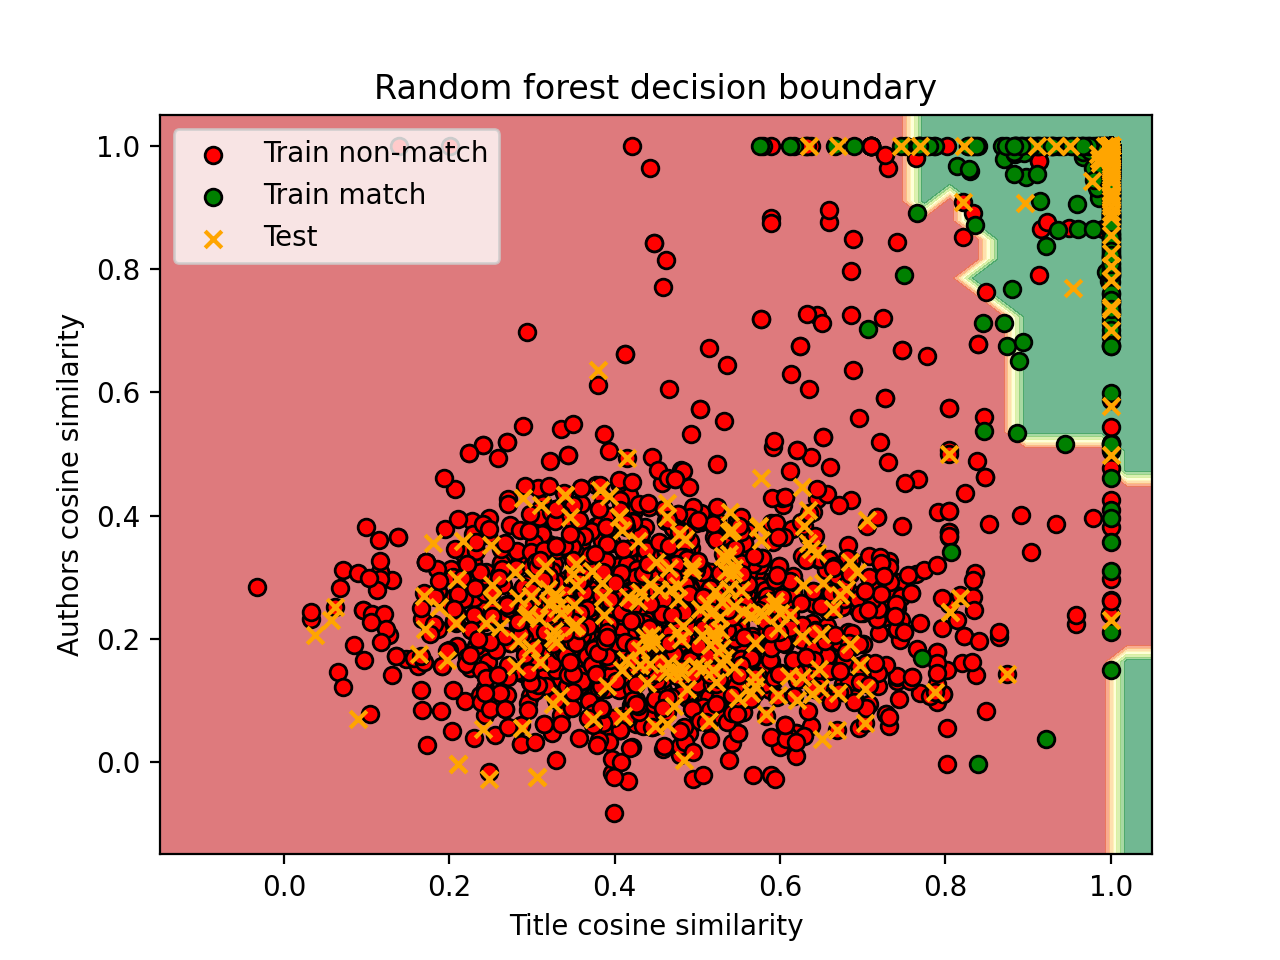 Random forest decision boundary
Train non-match
Train match
Test
Authors cosine similarity
1.0
0.8
0.6
0.4
0.2
0.0
0.0 0.2 0.4 0.6 0.8 1.0
Title cosine similarity